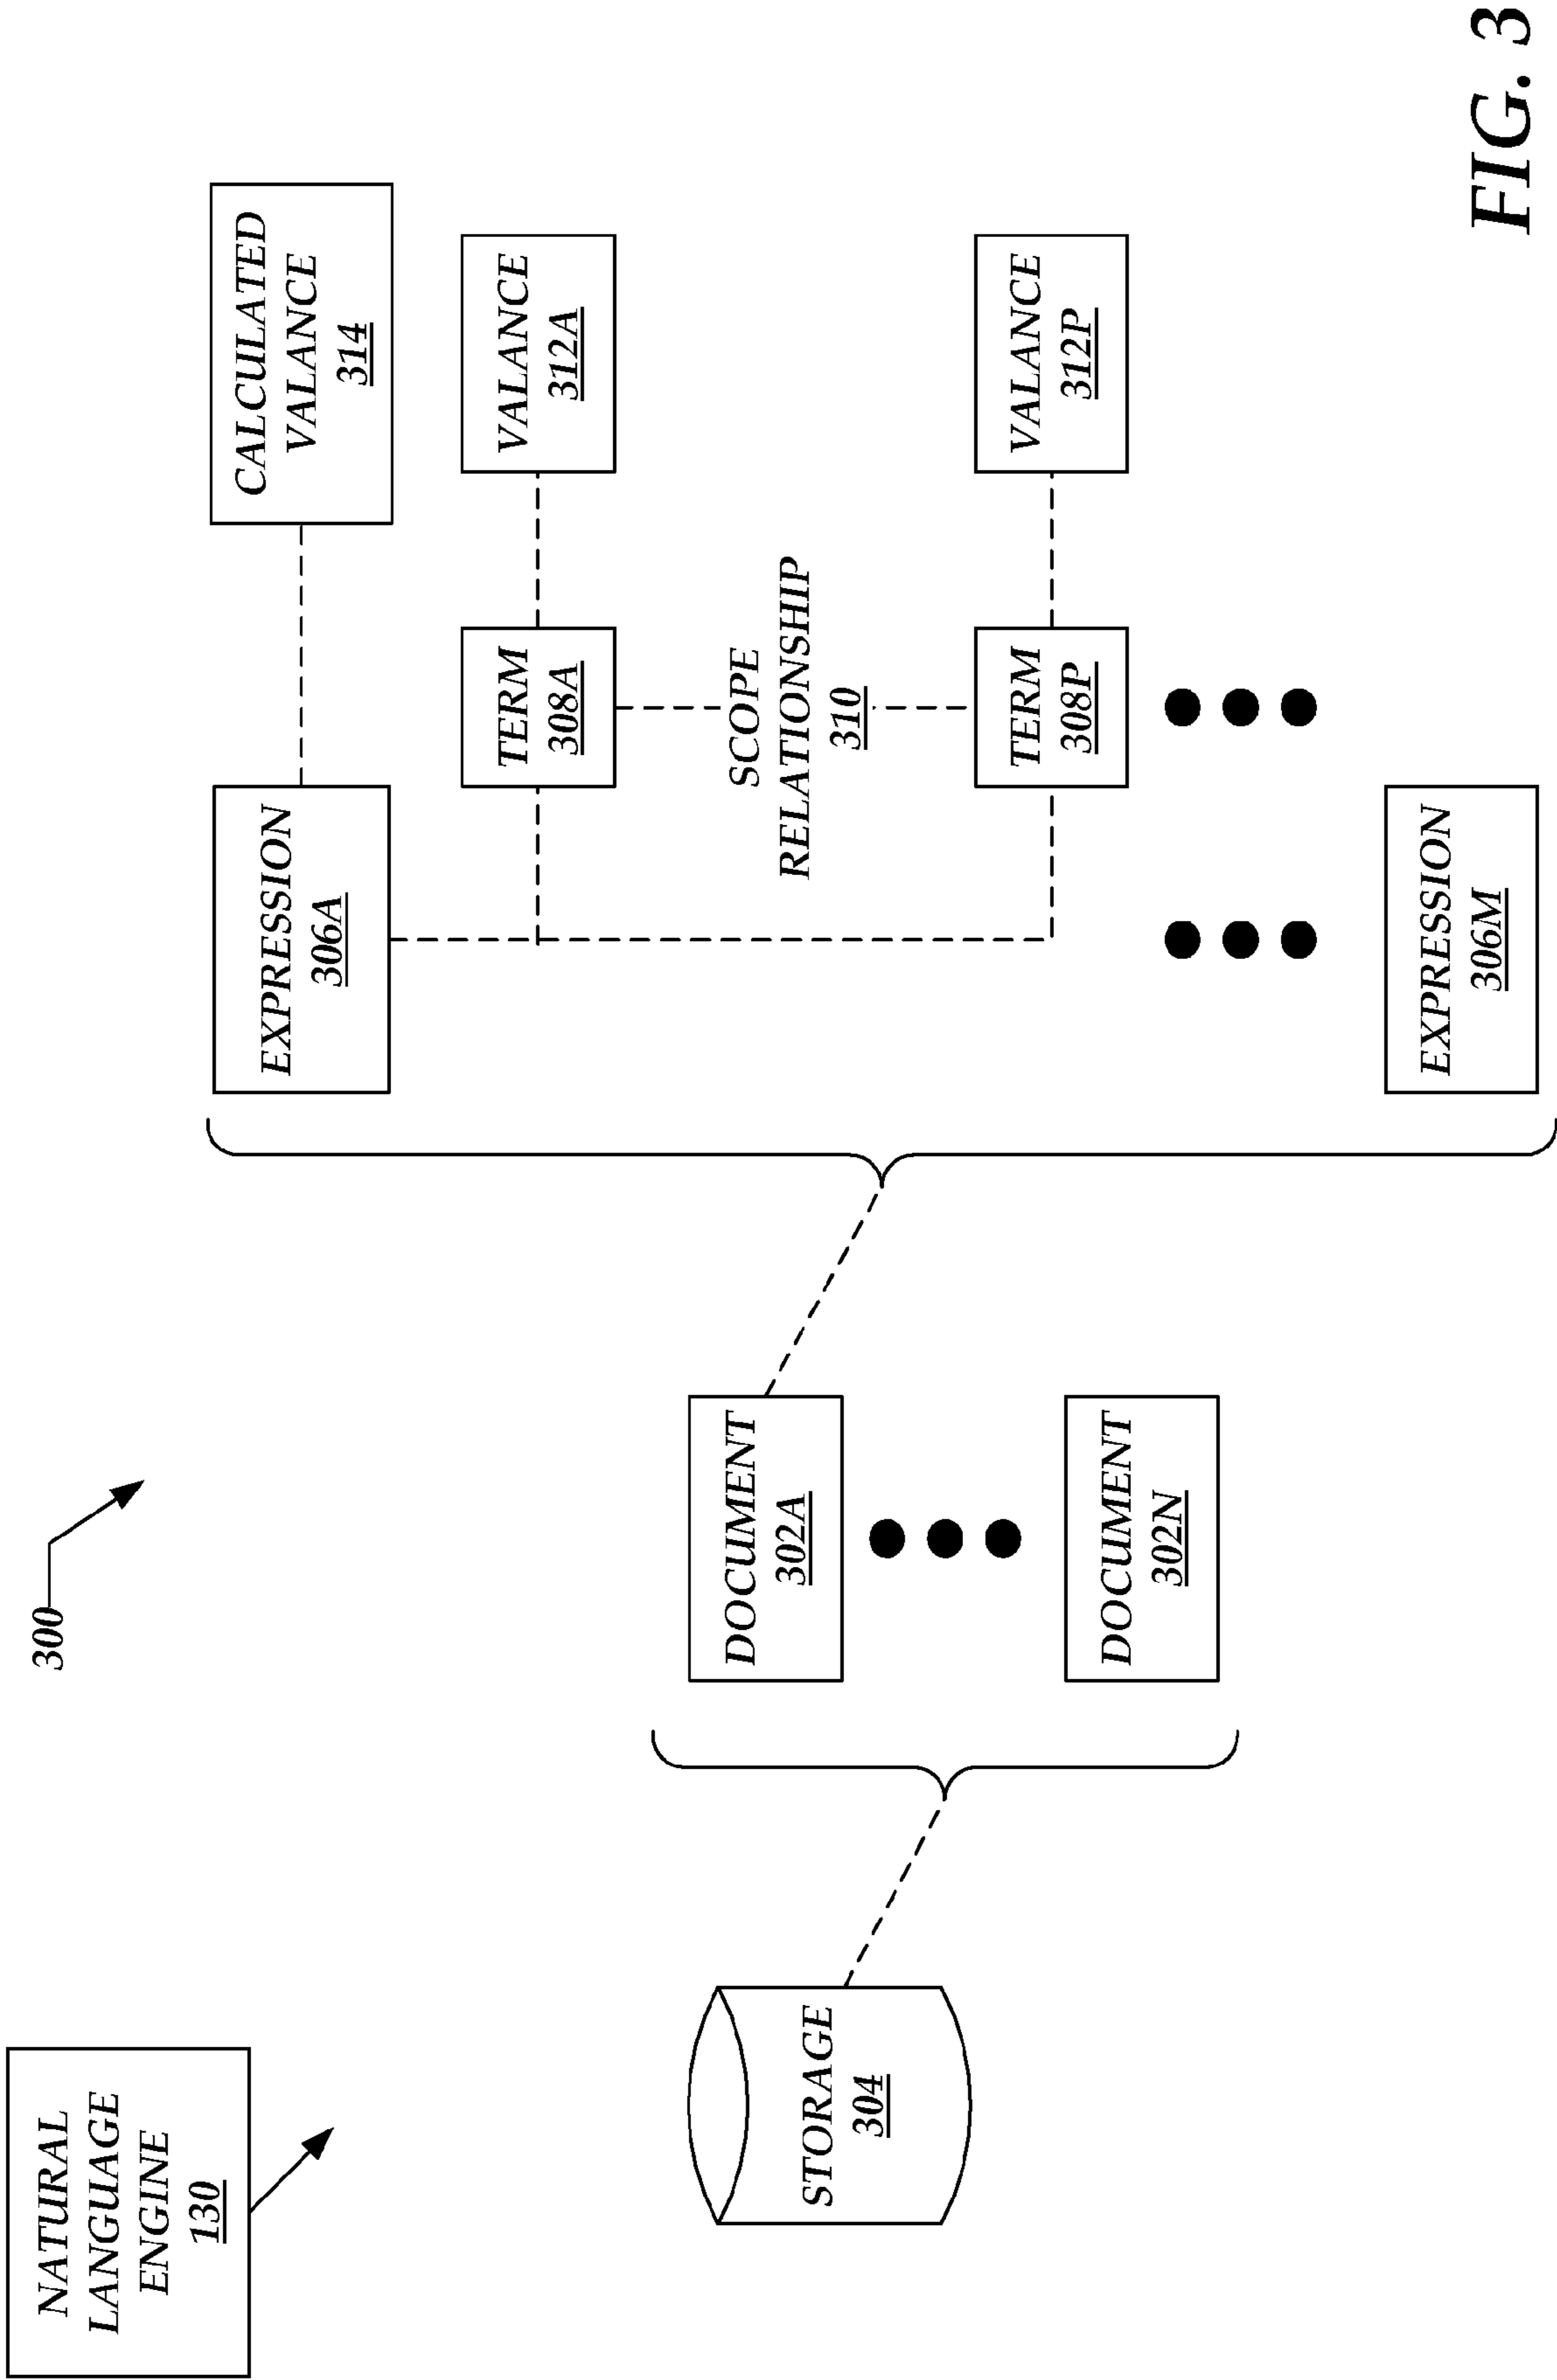 300
NATURAL
LANGUAGE
ENGINE
130
STORAGE
304
DOCUMENT
302A
DOCUMENT
302N
EXPRESSION
306A
CALCULATED
VALANCE
314
TERM
308A
VALANCE
312A
SCOPE
RELATIONSHIP
310
TERM
308P
VALANCE
312P
EXPRESSION
306M
FIG. 3